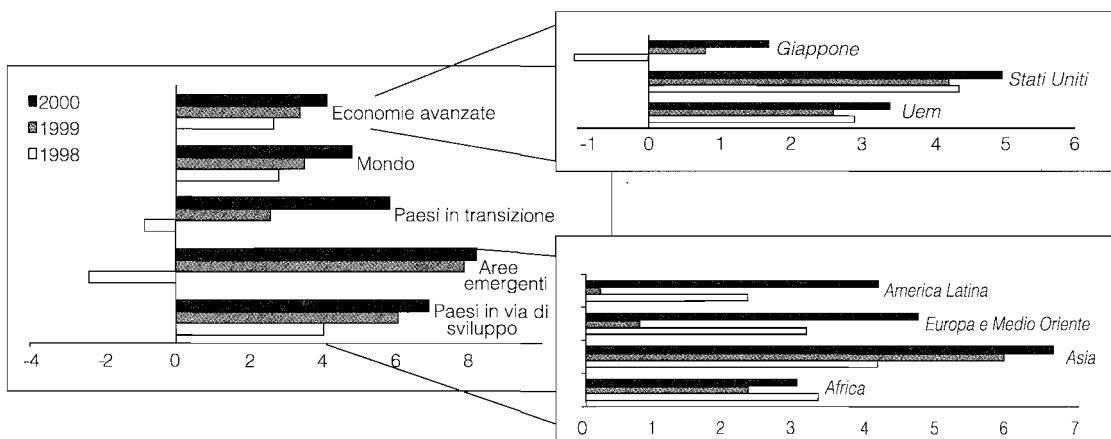 2000
1999
1998
Economie avanzate
Mondo
Paesi in transizione
Aree
emergenti
Paesi in via di
sviluppo
-4 -2 0 2 4 6 8
Giappone
Stati Uniti
Uem
-1 0 1 2 3 4 5 6
America Latina
Europa e Medio Oriente
Asia
Africa
0 1 2 3 4 5 6 7